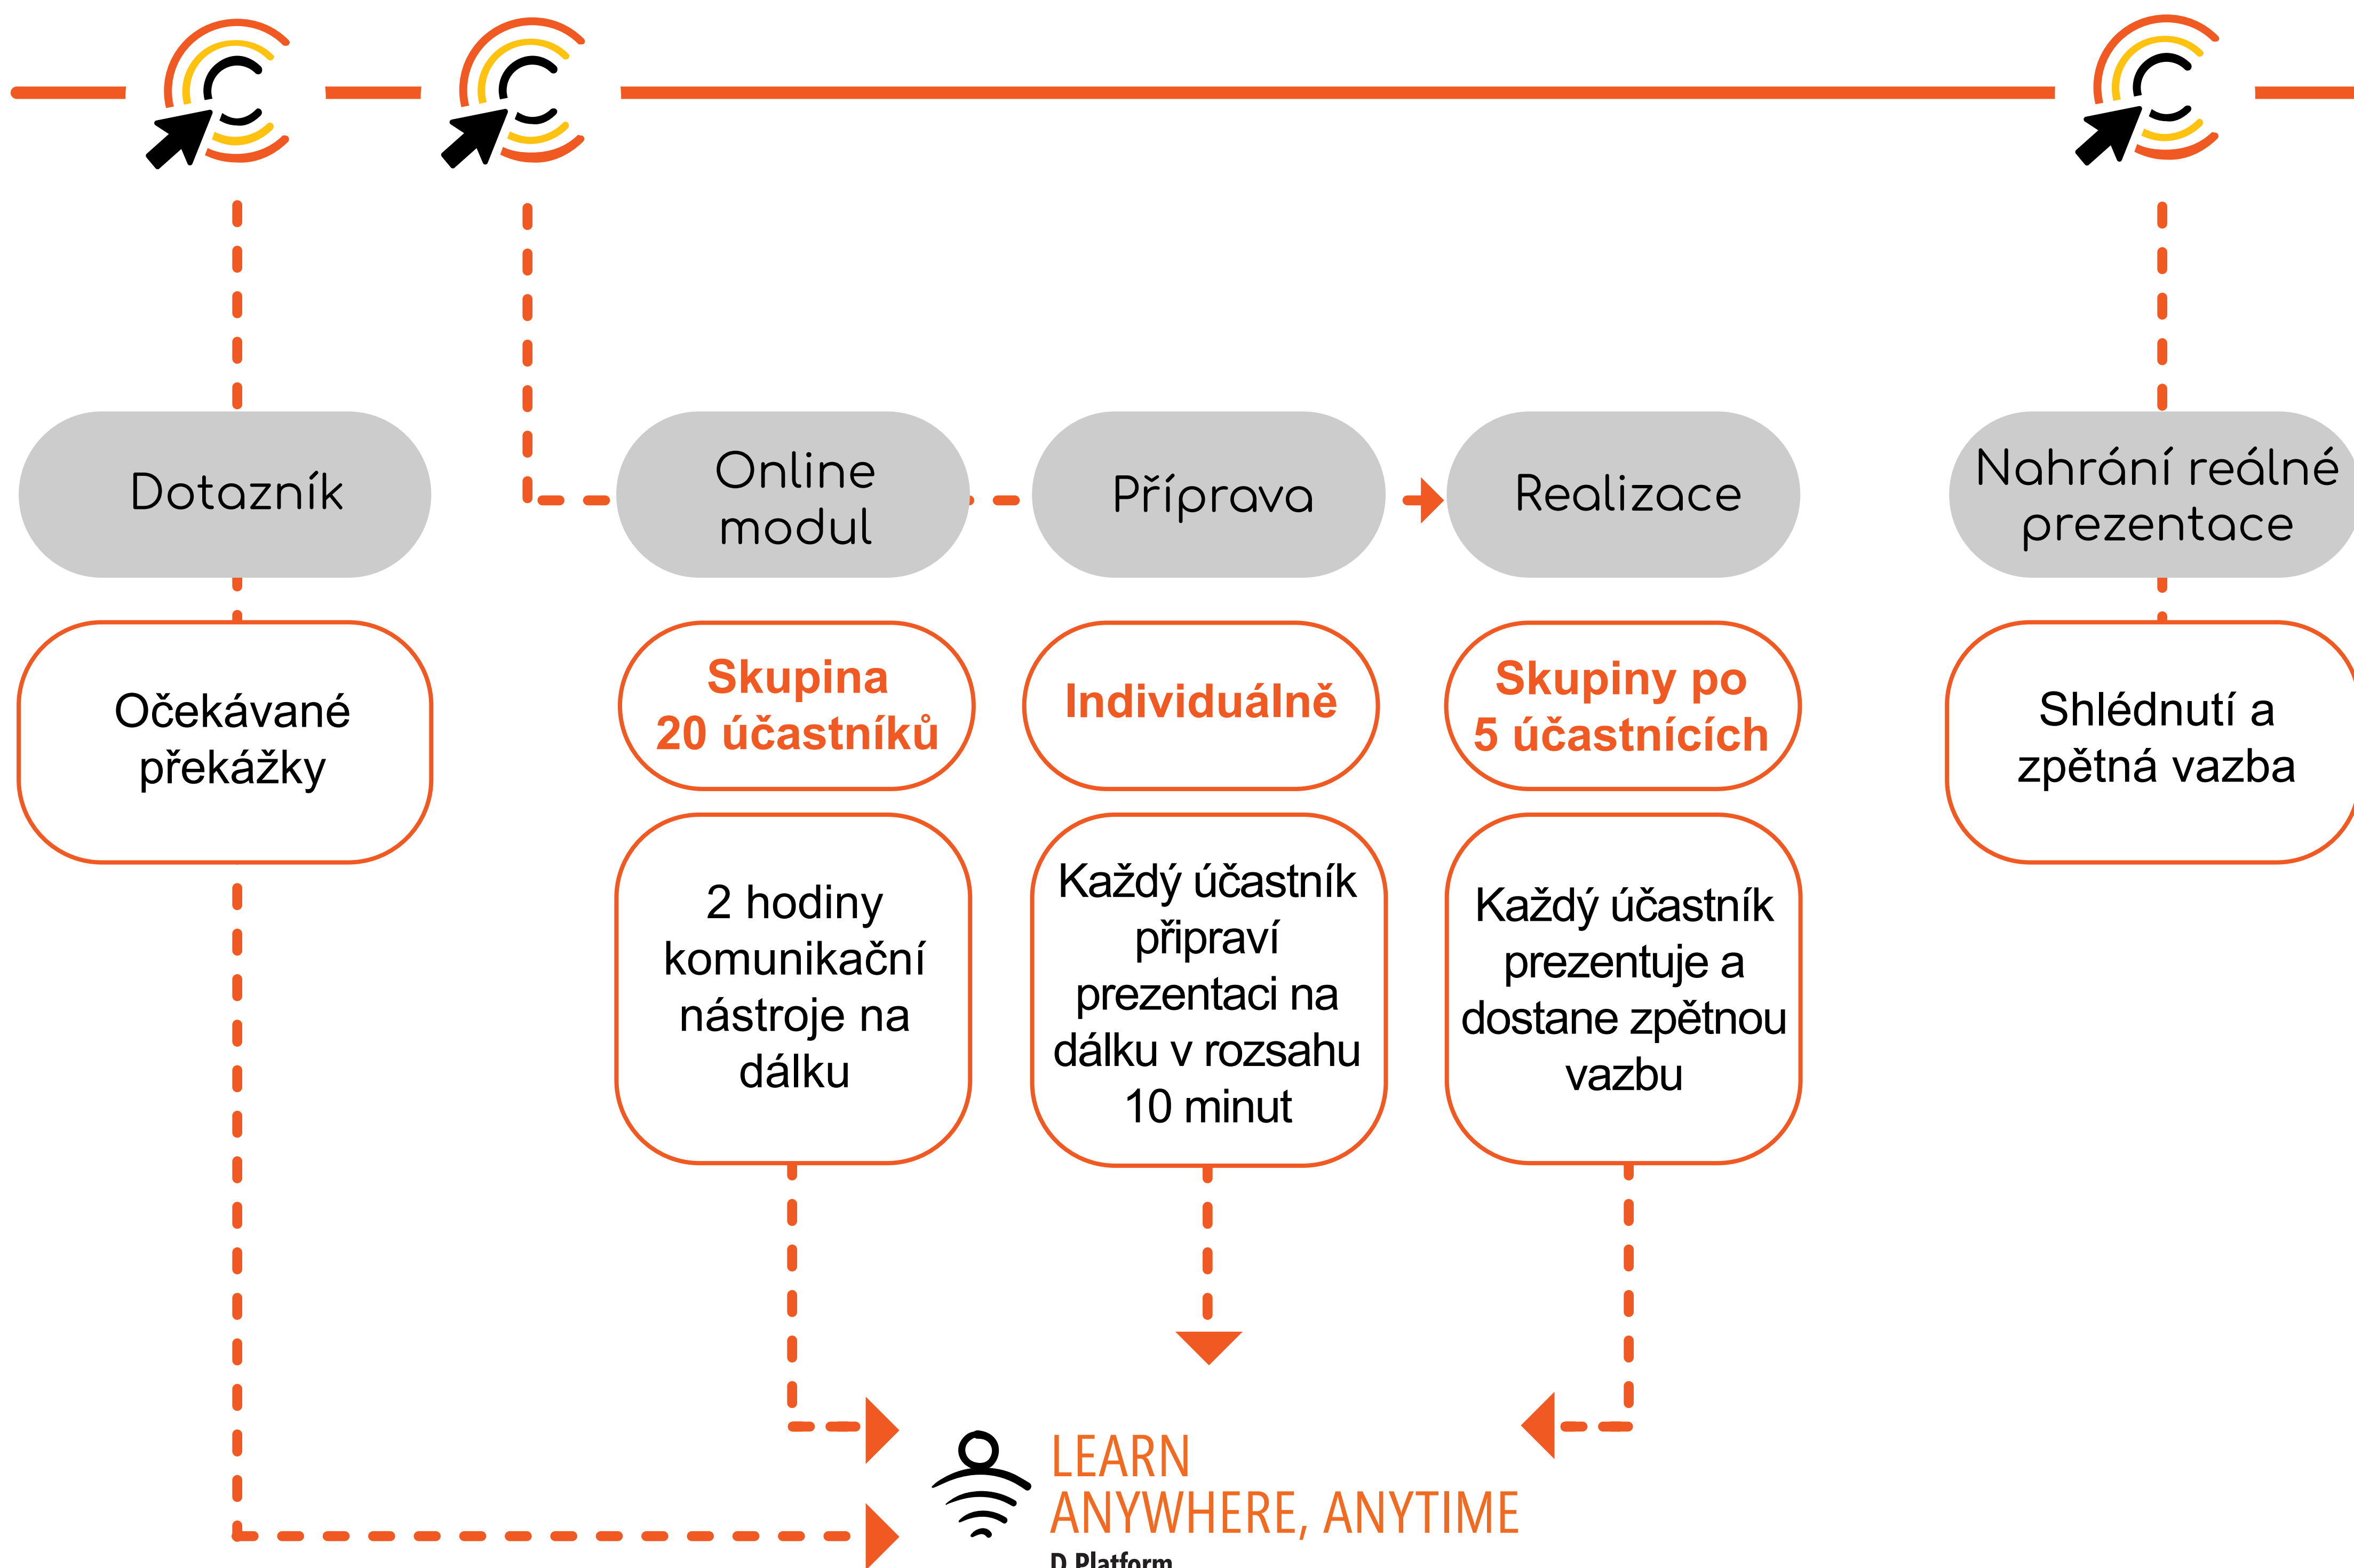 Dotazník
Očekávané
překážky
Online
modul
Skupina
20 účastníků
2 hodiny
komunikační
nástroje na
dálku
Příprava
Individuálně
Každý účastník
připraví
prezentaci na
dálku v rozsahu
10 minut
Realizace
Skupiny po
5 účastnících
Každý účastník
prezentuje a
dostane zpětnou
vazbu
Nahrání reálné
prezentace
Shlédnutí a
zpětná vazba
LEARN
ANYWHERE, ANYTIME
D Platform